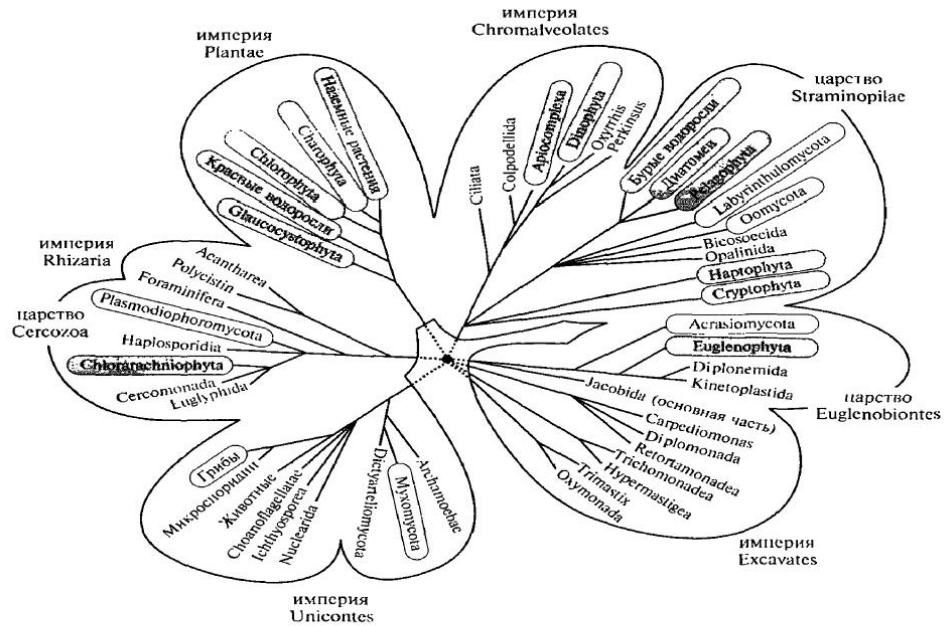 империя
Plantae
империя
Chromalveolates
царство
Straminopilae
Наземные растения
Charophyta
Chlorophyta
Красные водоросли
Glaucocystophyta
Ciliata
Colpodellida
Apiocomplexa
Dinophyta
Oxyrrhis
Perkinsus
Бурые водоросли
Диатомеи
Pelagophyta
Labyrinthulomycota
Oomycota
Bicosoecida
Opalinida
Haptophyta
Cryptophyta
империя
Rhizaria
Acantharea
Polycistin
Foraminifera
царство
Cercozoa
Plasmodiophoromycota
Haplosporidia
Chlorarachniophyta
Cercomonada
Euglyphida
Acrasiomycota
Euglenophyta
Diplonemida
Kinetoplastida
царство
Euglenobiontes
Jacobida (основная часть)
Carpediomonas
Diplomonada
Retortamonadea
Trichomonadea
Hypermastigea
Trimastix
Oxymonada
империя
Excavates
Грибы
Микроспоридии
Животные
Choanoflagellatae
Ichthyosporea
Nuclearida
Myxomycota
Archamoebae
империя
Unicontes